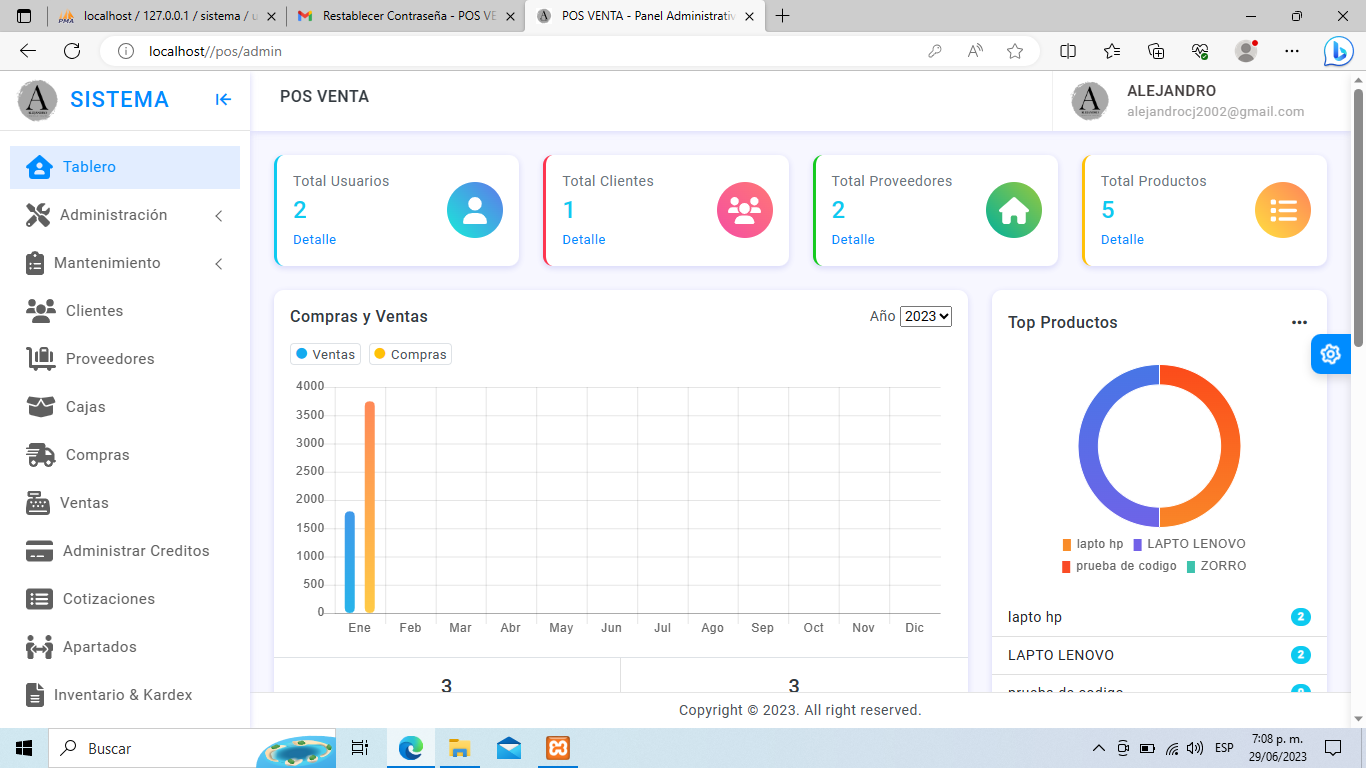 localhost / 127.0.0.1 / sistema / u
Restablecer Contraseña - POS VE
POS VENTA - Panel Administrativ
localhost//pos/admin
SISTEMA
POS VENTA
ALEJANDRO
alejandrocj2002@gmail.com
Tablero
Administración
Mantenimiento
Clientes
Proveedores
Cajas
Compras
Ventas
Administrar Creditos
Cotizaciones
Apartados
Inventario & Kardex
Total Usuarios
2
Detalle
Total Clientes
1
Detalle
Total Proveedores
2
Detalle
Total Productos
5
Detalle
Compras y Ventas
Año 2023
Ventas Compras
4000
3500
3000
2500
2000
1500
1000
500
0
Ene Feb Mar Abr May Jun Jul Ago Sep Oct Nov Dic
3 3
Top Productos
lapto hp LAPTO LENOVO
prueba de codigo ZORRO
lapto hp 2
LAPTO LENOVO 2
prueba de codigo
Copyright © 2023. All right reserved.
Buscar
ESP
7:08 p. m.
29/06/2023